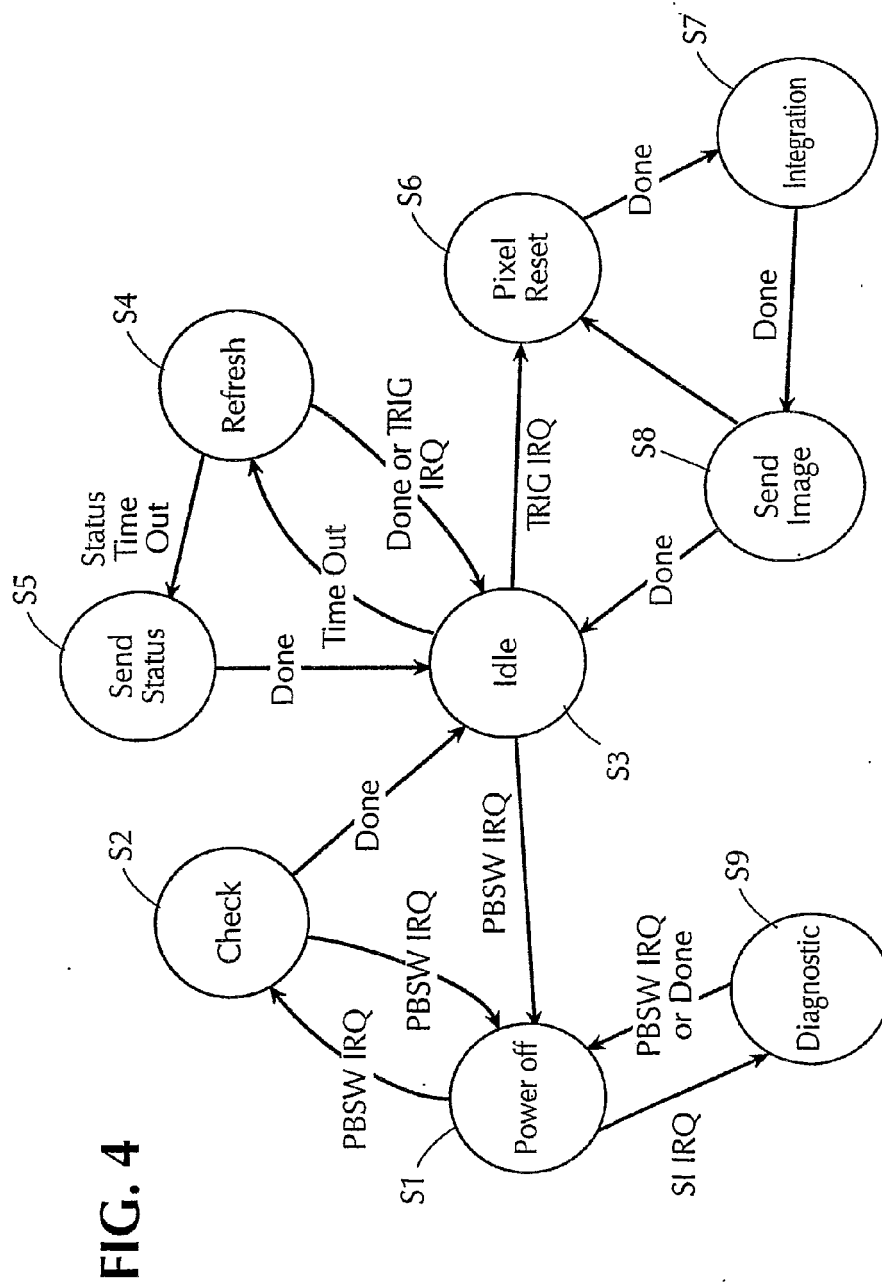 FIG. 4
S1
Power off
PBSW IRQ
PBSW IRQ
S2
Check
Done
PBSW IRQ
SI IRQ
PBSW IRQ
or Done
S9
Diagnostic
S3
Idle
S5
Send
Status
Done
Status
Time
Out
S4
Refresh
Time Out
Done or TRIG
IRQ
TRIG IRQ
S6
Pixel
Reset
Done
S7
Integration
Done
S8
Send
Image
Done